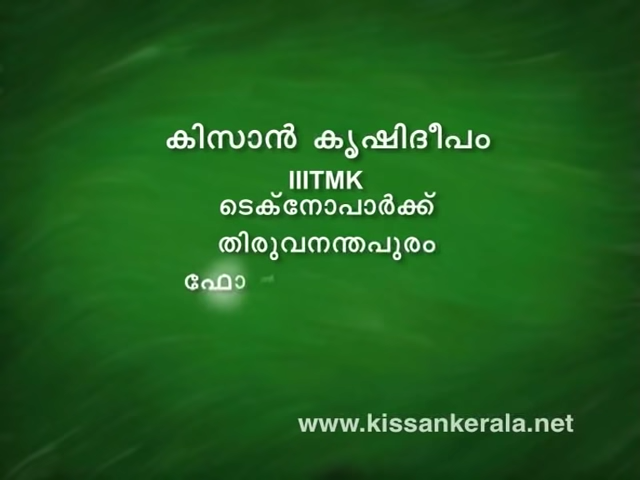 കിസാൻ കൃഷിദീപം
IIITMK
ടെക്നോപാർക്ക്
തിരുവനന്തപുരം
ഫോ
www.kissankerala.net